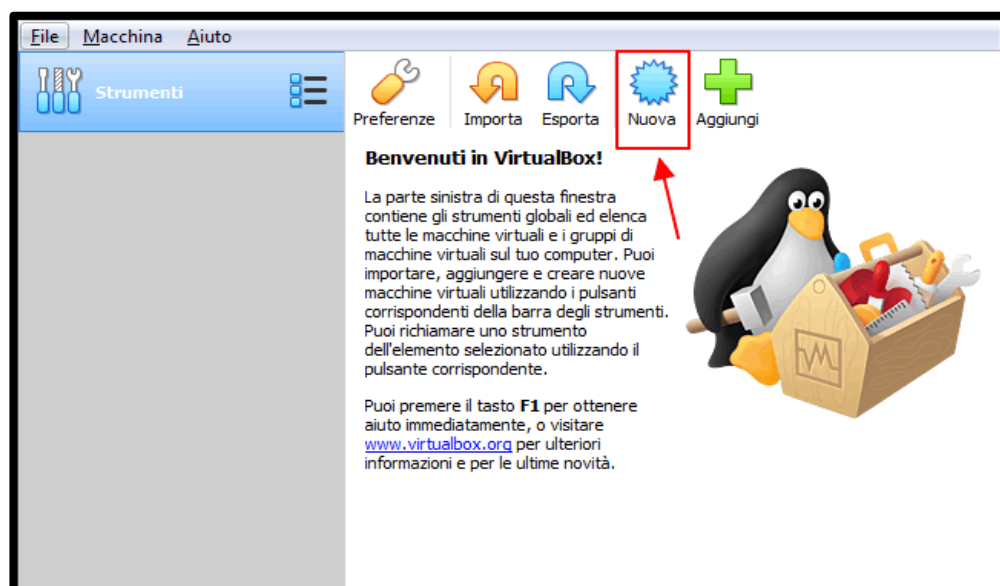 File Macchina Aiuto
Strumenti
Preferenze Importa Esporta Nuova Aggiungi
Benvenuti in VirtualBox!
La parte sinistra di questa finestra
contiene gli strumenti globali ed elenca
tutte le macchine virtuali e i gruppi di
macchine virtuali sul tuo computer. Puoi
importare, aggiungere e creare nuove
macchine virtuali utilizzando i pulsanti
corrispondenti della barra degli strumenti.
Puoi richiamare uno strumento
dell'elemento selezionato utilizzando il
pulsante corrispondente.
Puoi premere il tasto F1 per ottenere
aiuto immediatamente, o visitare
www.virtualbox.org per ulteriori
informazioni e per le ultime novità.